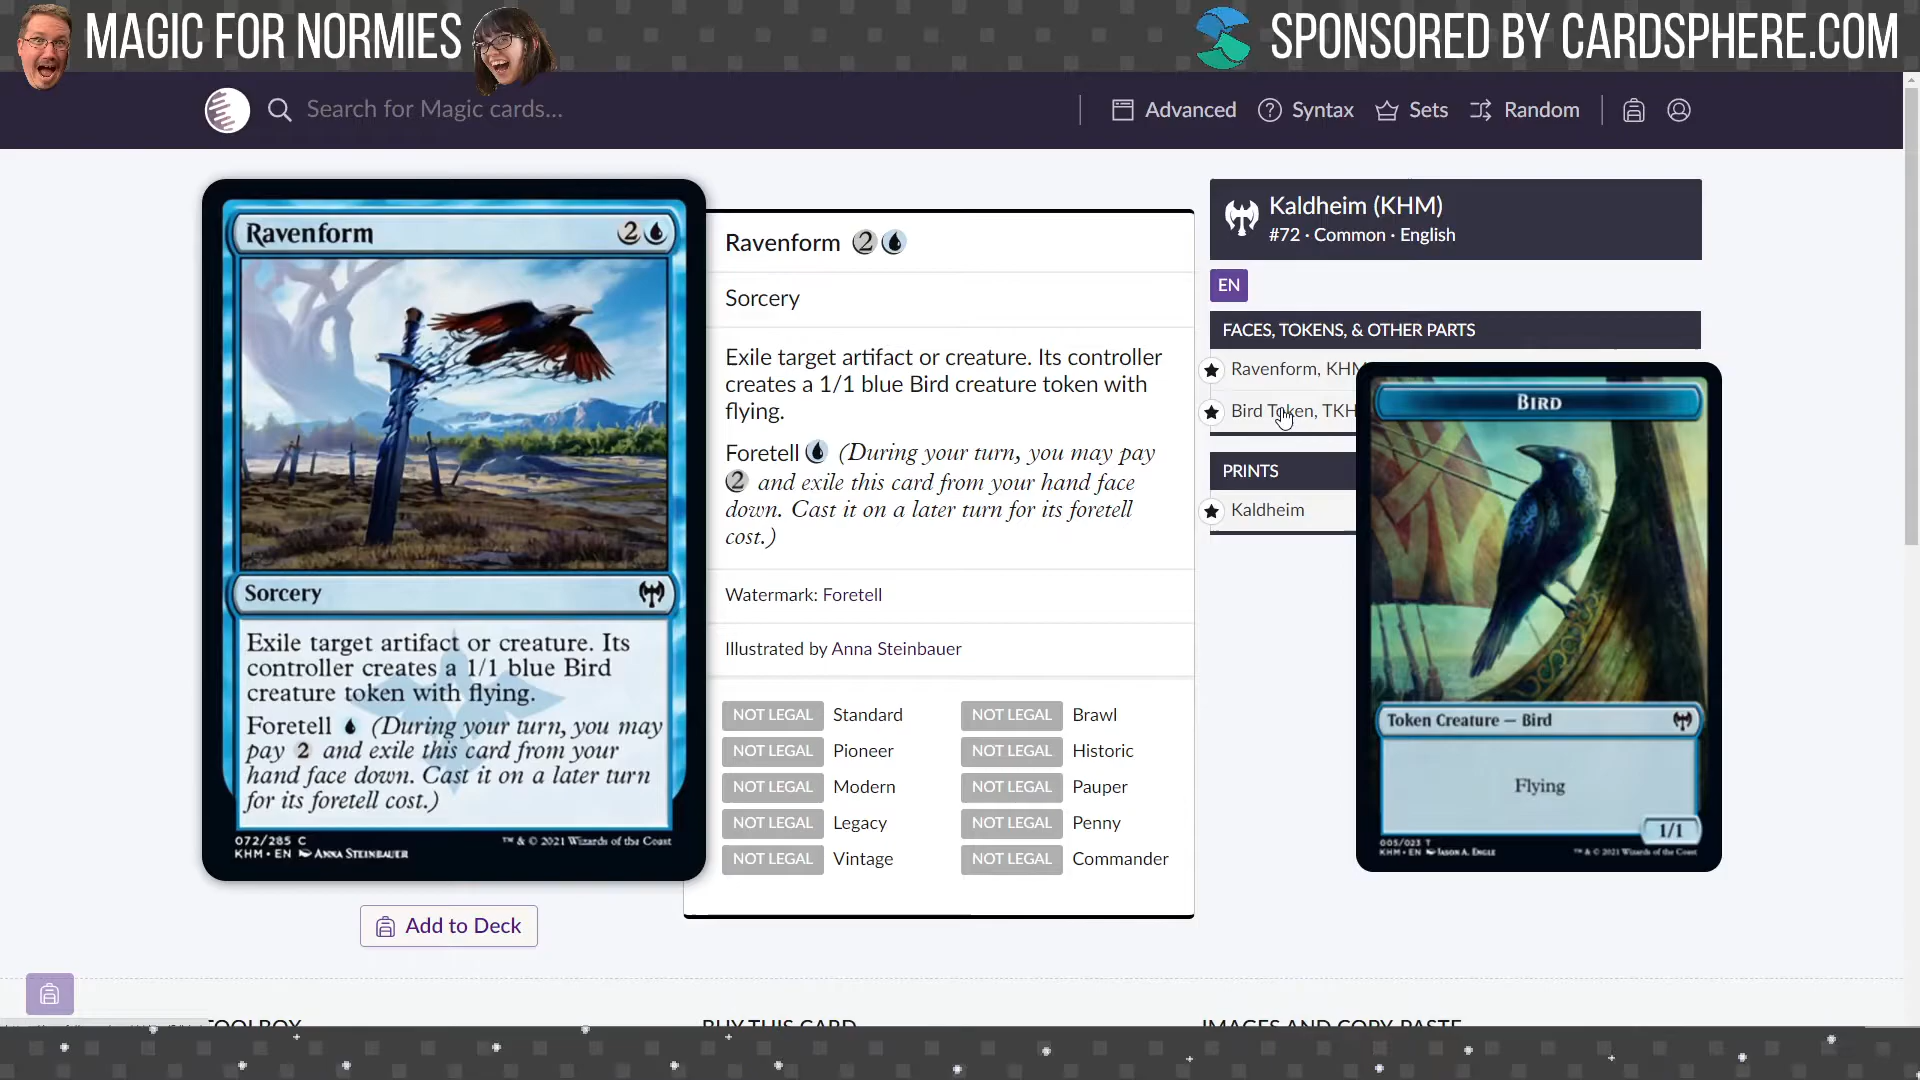 MAGIC FOR NORMIES
SPONSORED BY CARDSPHERE.COM
Search for Magic cards...
Advanced
Syntax
Sets
Random
Ravenform 2
Sorcery
Exile target artifact or creature. Its
controller creates a 1/1 blue Bird
creature token with flying.
Foretell (During your turn, you may
pay 2 and exile this card from your
hand face down. Cast it on a later turn
for its foretell cost.)
072/285 C
KHM • EN Anna Steinbauer
™ & © 2021 Wizards of the Coast
Add to Deck
Ravenform 2
Sorcery
Exile target artifact or creature. Its controller
creates a 1/1 blue Bird creature token with
flying.
Foretell (During your turn, you may pay
2 and exile this card from your hand face
down. Cast it on a later turn for its foretell
cost.)
Watermark: Foretell
Illustrated by Anna Steinbauer
NOT LEGAL Standard NOT LEGAL Brawl
NOT LEGAL Pioneer NOT LEGAL Historic
NOT LEGAL Modern NOT LEGAL Pauper
NOT LEGAL Legacy NOT LEGAL Penny
NOT LEGAL Vintage NOT LEGAL Commander
Kaldheim (KHM)
#72 · Common · English
EN
FACES, TOKENS, & OTHER PARTS
Ravenform, KHM
Bird Token, TKH
PRINTS
Kaldheim
Bird
Token Creature — Bird
Flying
1/1
005/023 T
KHM • EN Jason A. Engle
™ & © 2021 Wizards of the Coast
TOOLBOX
BUY THIS CARD
IMAGES AND COPY-PASTE